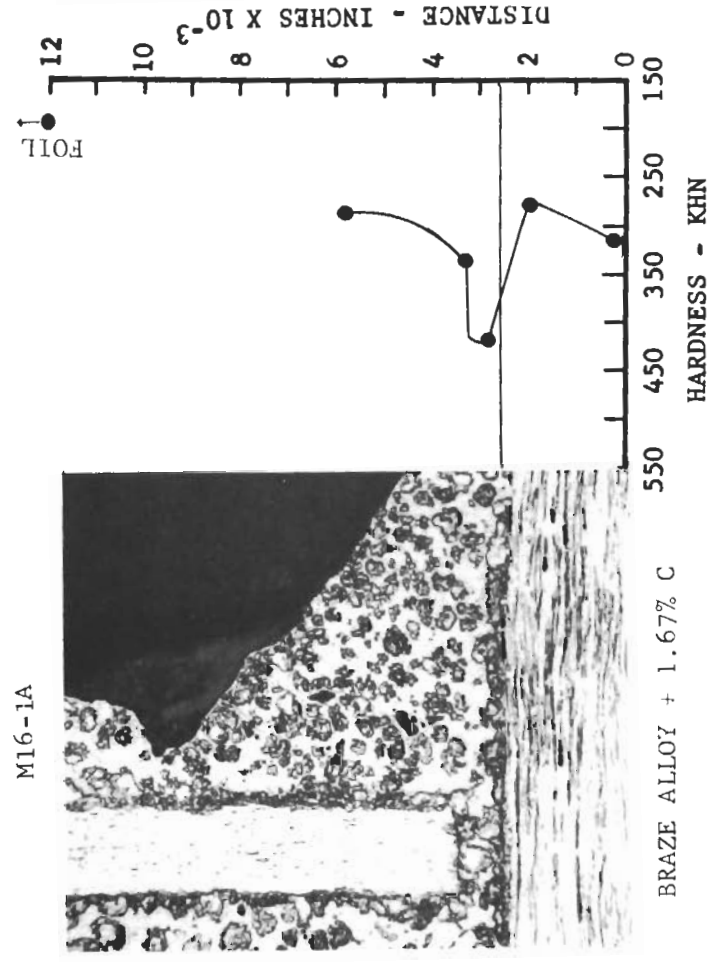 M16-1A
BRAZE ALLOY + 1.67% C
DISTANCE - INCHES X 10-3
12
10
8
6
4
2
0
FOIL
150
250
350
450
550
HARDNESS - KHN